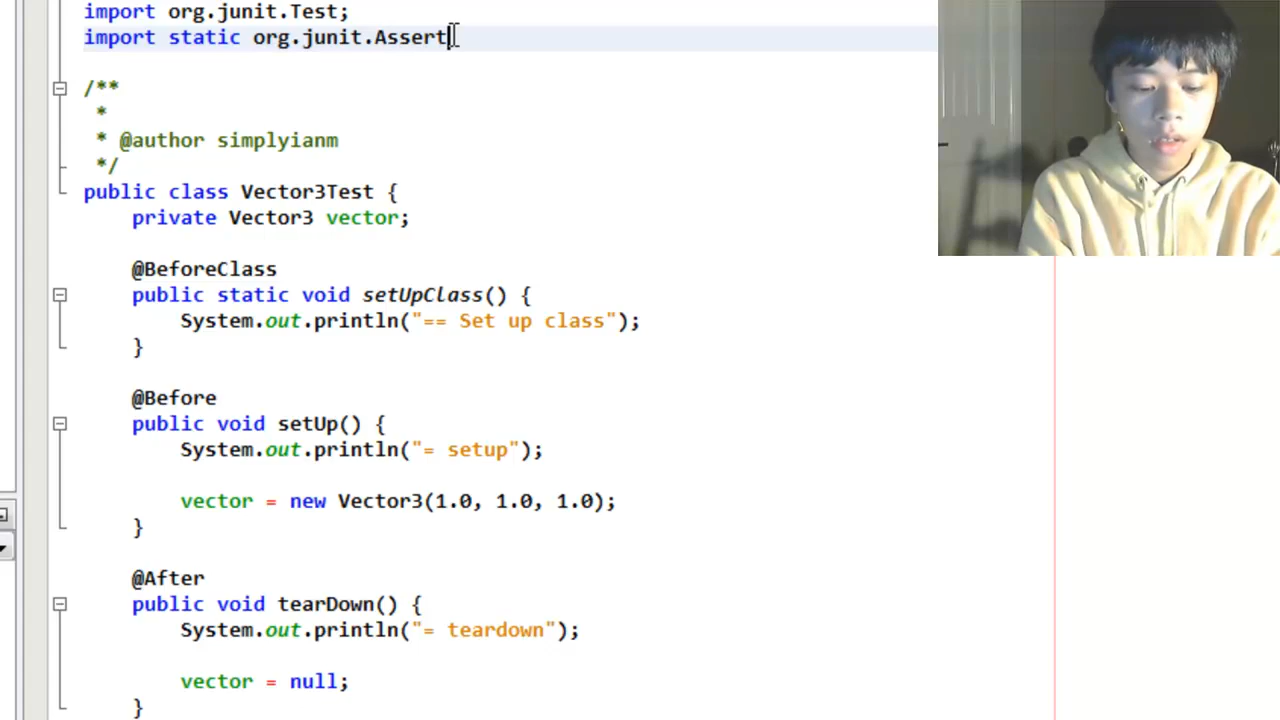 import org.junit.Test;
import static org.junit.Assert
/**
*
* @author simplyianm
*/
public class Vector3Test {
private Vector3 vector;
@BeforeClass
public static void setUpClass() {
System.out.println("== Set up class");
}
@Before
public void setUp() {
System.out.println("= setup");
vector = new Vector3(1.0, 1.0, 1.0);
}
@After
public void tearDown() {
System.out.println("= teardown");
vector = null;
}